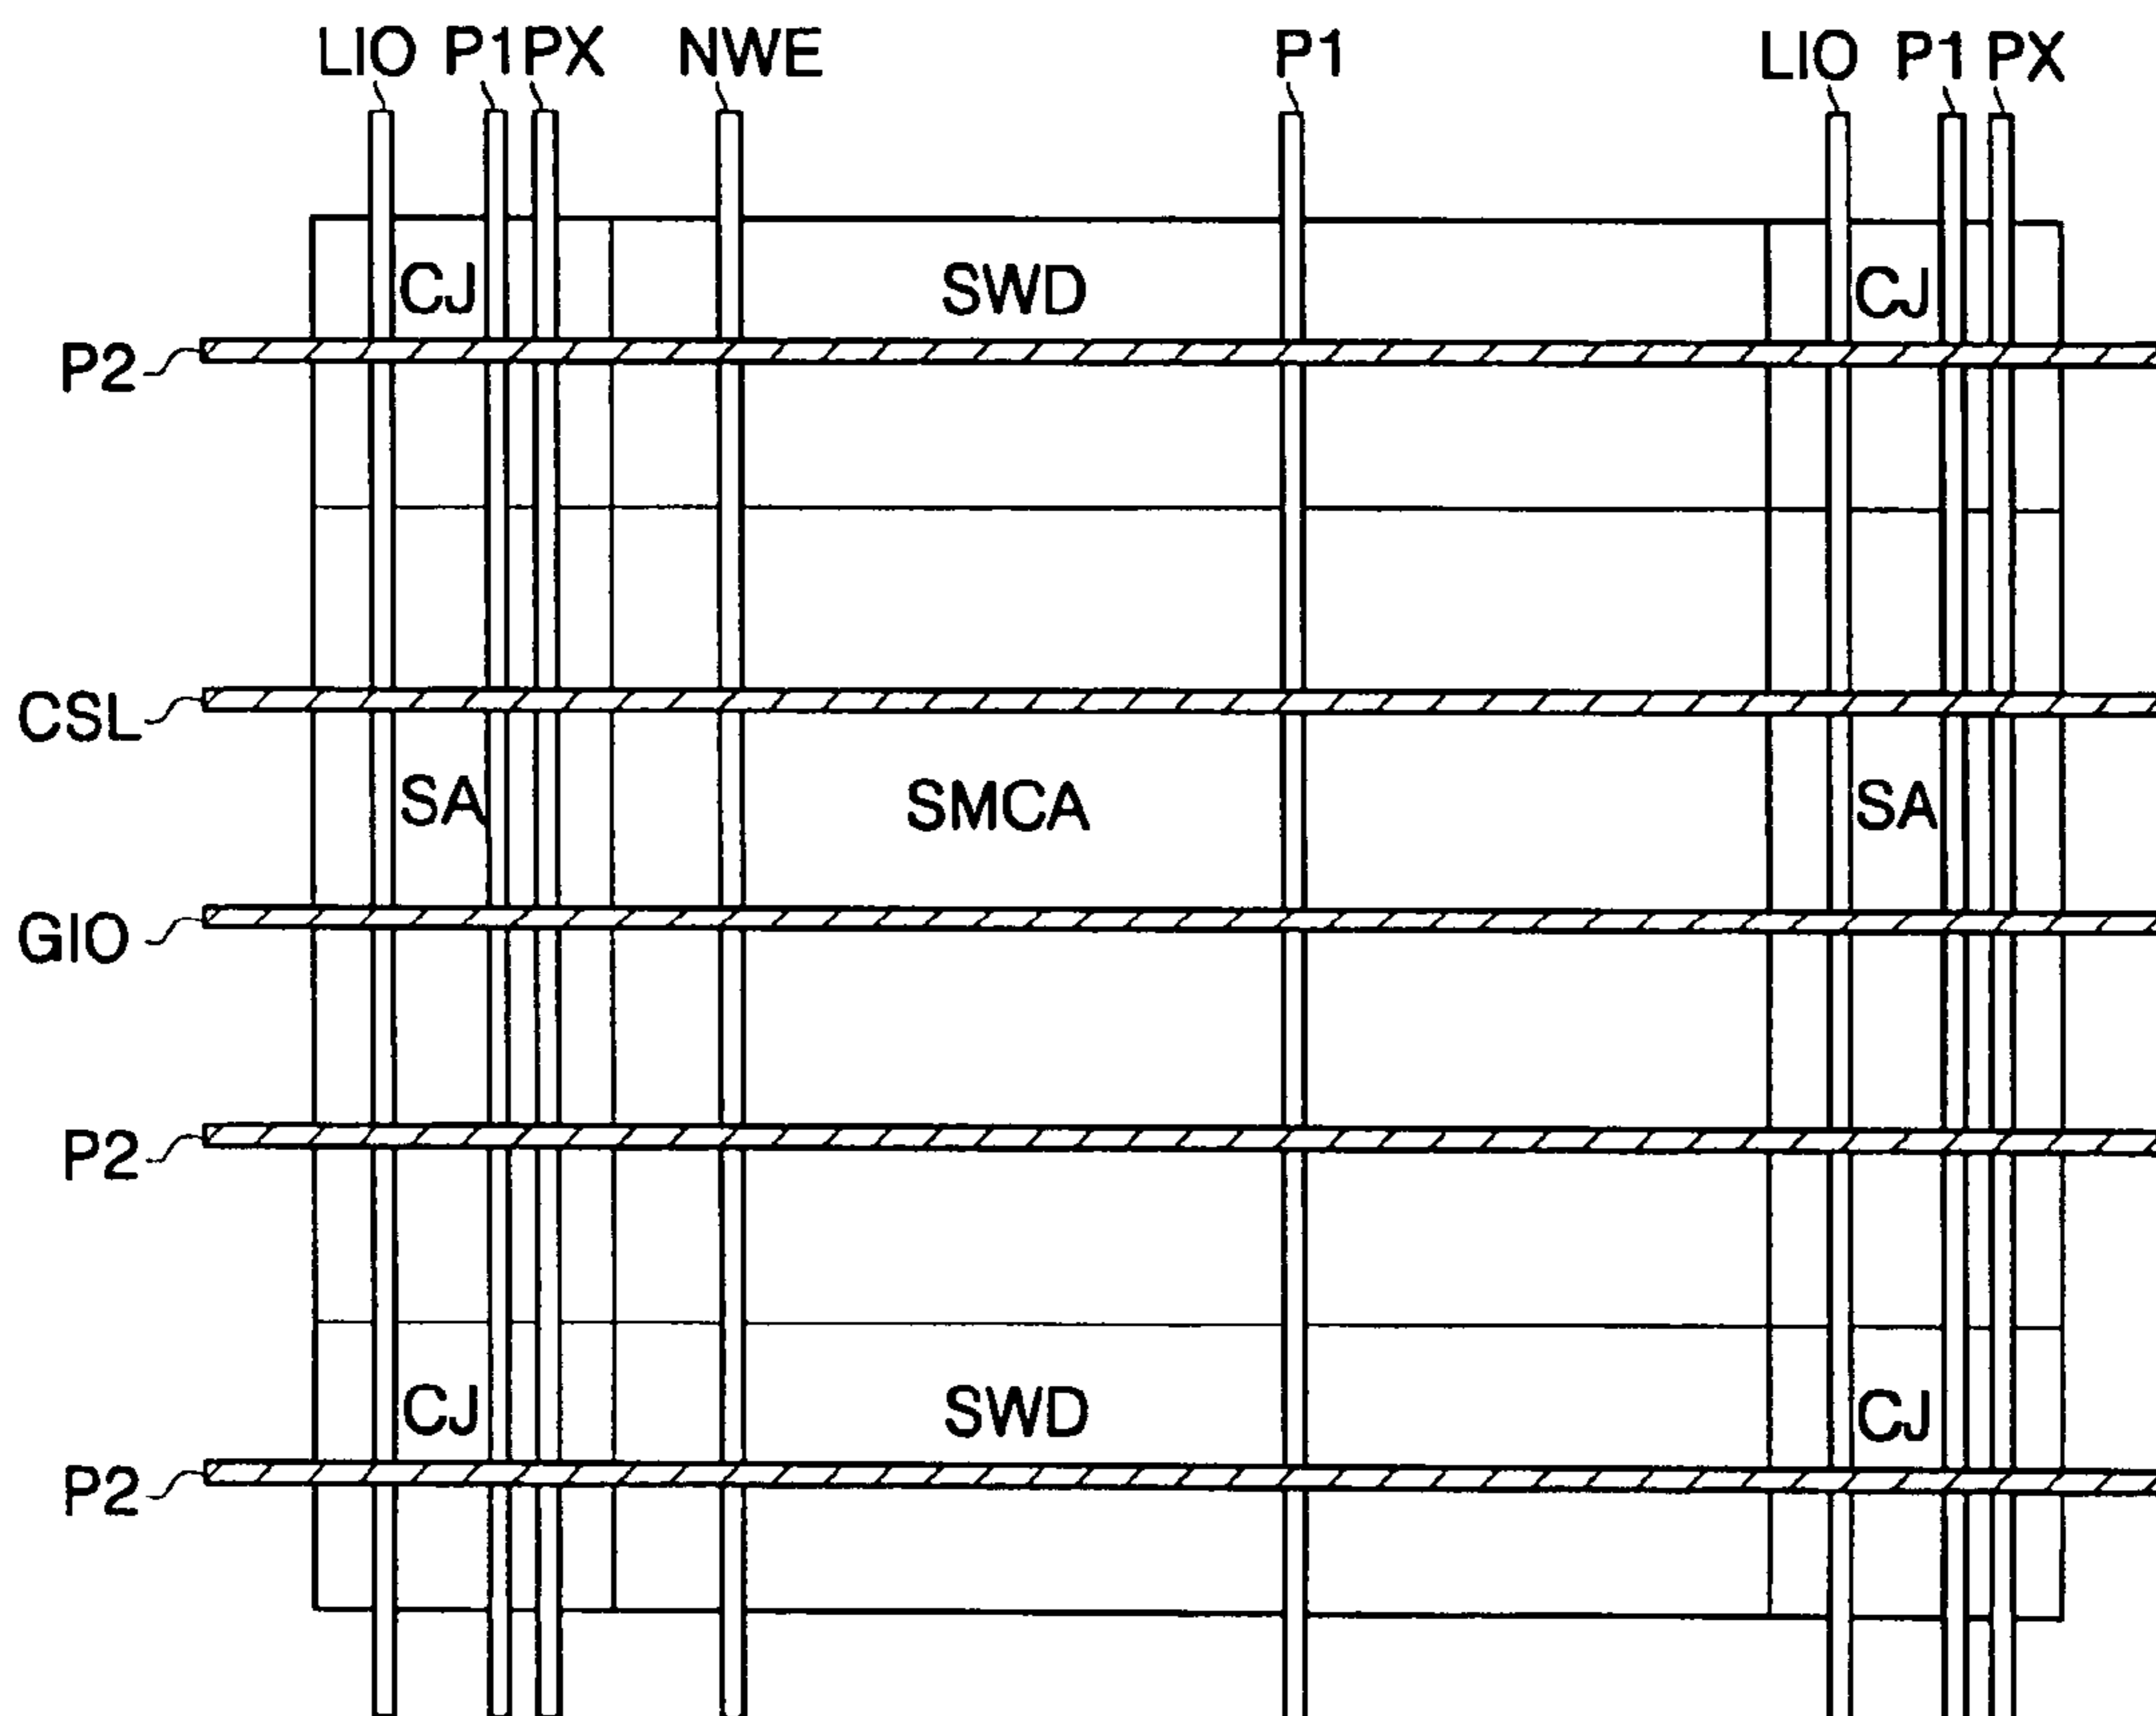 LIO P1 PX NWE P1 LIO P1 PX
CJ SWD CJ
P2
CSL
SA SMCA SA
GIO
P2
CJ SWD CJ
P2